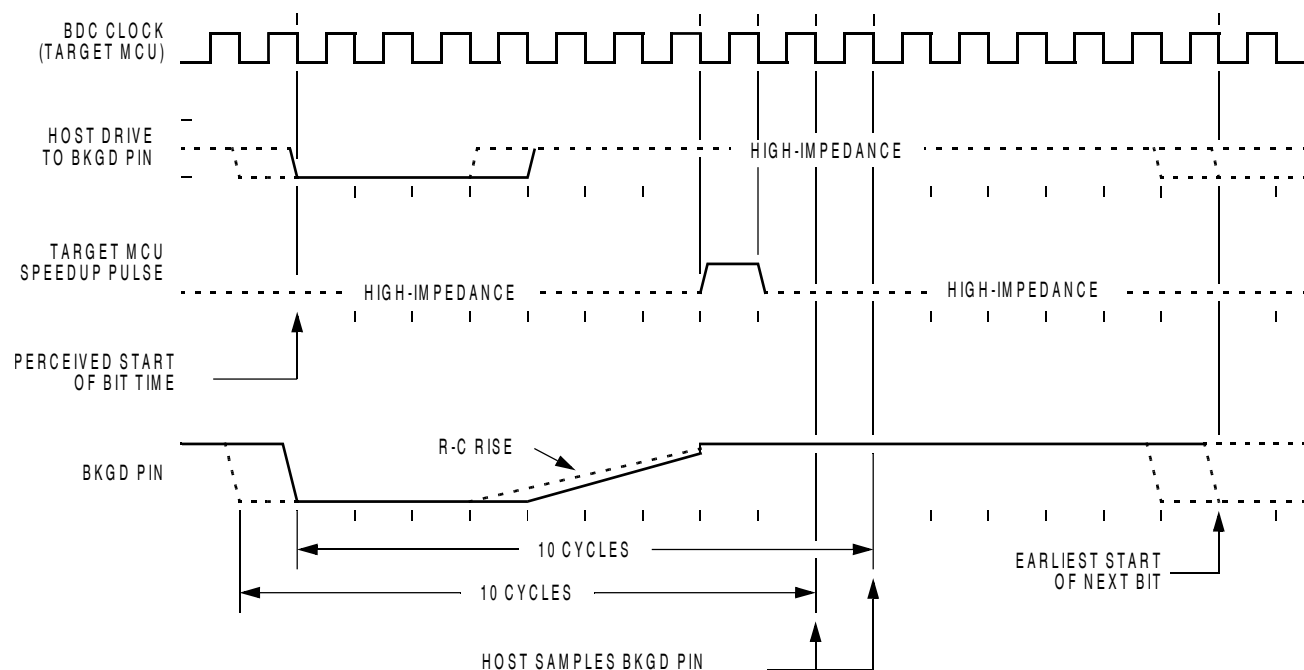 BDC CLOCK
(TARGET MCU)
HOST DRIVE
TO BKGD PIN
HIGH-IMPEDANCE
TARGET MCU
SPEEDUP PULSE
HIGH-IMPEDANCE
HIGH-IMPEDANCE
PERCEIVED START
OF BIT TIME
R-C RISE
BKGD PIN
10 CYCLES
EARLIEST START
OF NEXT BIT
10 CYCLES
HOST SAMPLES BKGD PIN